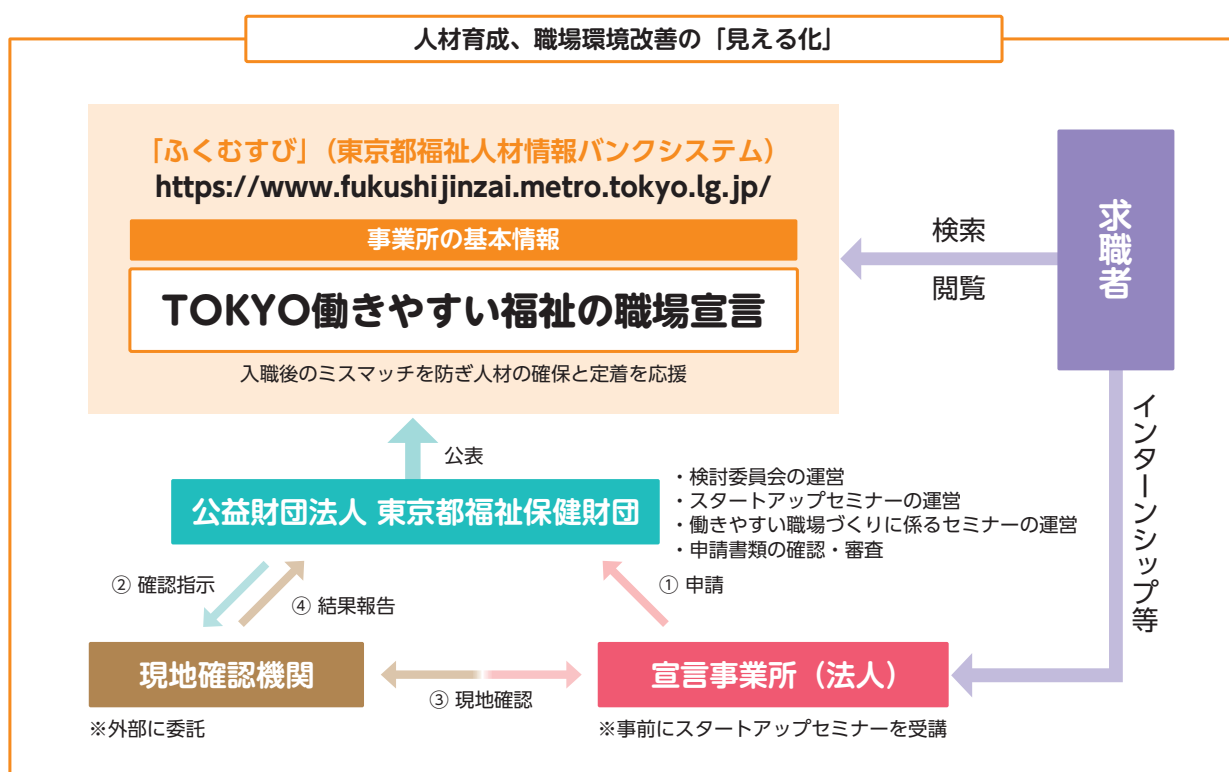 人材育成、職場環境改善の「見える化」
「ふくむすび」（東京都福祉人材情報バンクシステム）
https://www.fukushijinzai.metro.tokyo.lg.jp/
事業所の基本情報
TOKYO働きやすい福祉の職場宣言
入職後のミスマッチを防ぎ人材の確保と定着を応援
検索
閲覧
求職者
インターンシップ等
公表
公益財団法人 東京都福祉保健財団
・検討委員会の運営
・スタートアップセミナーの運営
・働きやすい職場づくりに係るセミナーの運営
・申請書類の確認・審査
② 確認指示
④ 結果報告
① 申請
現地確認機関
③ 現地確認
宣言事業所（法人）
※外部に委託
※事前にスタートアップセミナーを受講